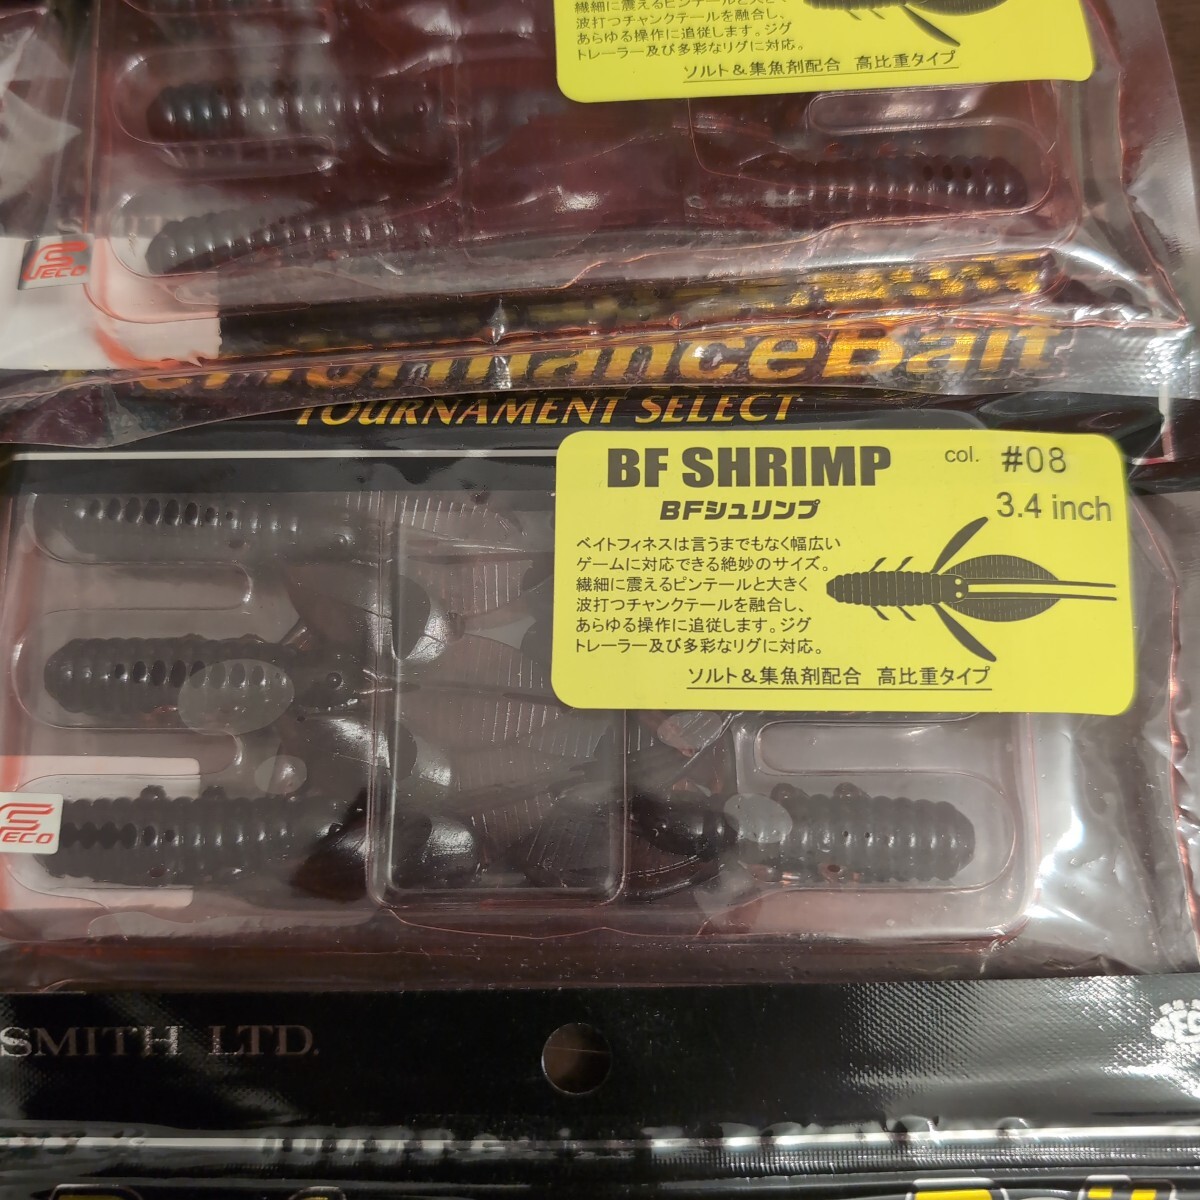 繊細に震えるピンテールと大きく
波打つチャンクテールを融合し、
あらゆる操作に追従します。ジグ
トレーラー及び多彩なリグに対応。
ソルト＆集魚剤配合 高比重タイプ
FECO
PerformanceBait
TOURNAMENT SELECT
BF SHRIMP
col. #08
BFシュリンプ
3.4 inch
ベイトフィネスは言うまでもなく幅広い
ゲームに対応できる絶妙のサイズ。
繊細に震えるピンテールと大きく
波打つチャンクテールを融合し、
あらゆる操作に追従します。ジグ
トレーラー及び多彩なリグに対応。
ソルト＆集魚剤配合 高比重タイプ
FECO
SMITH LTD.